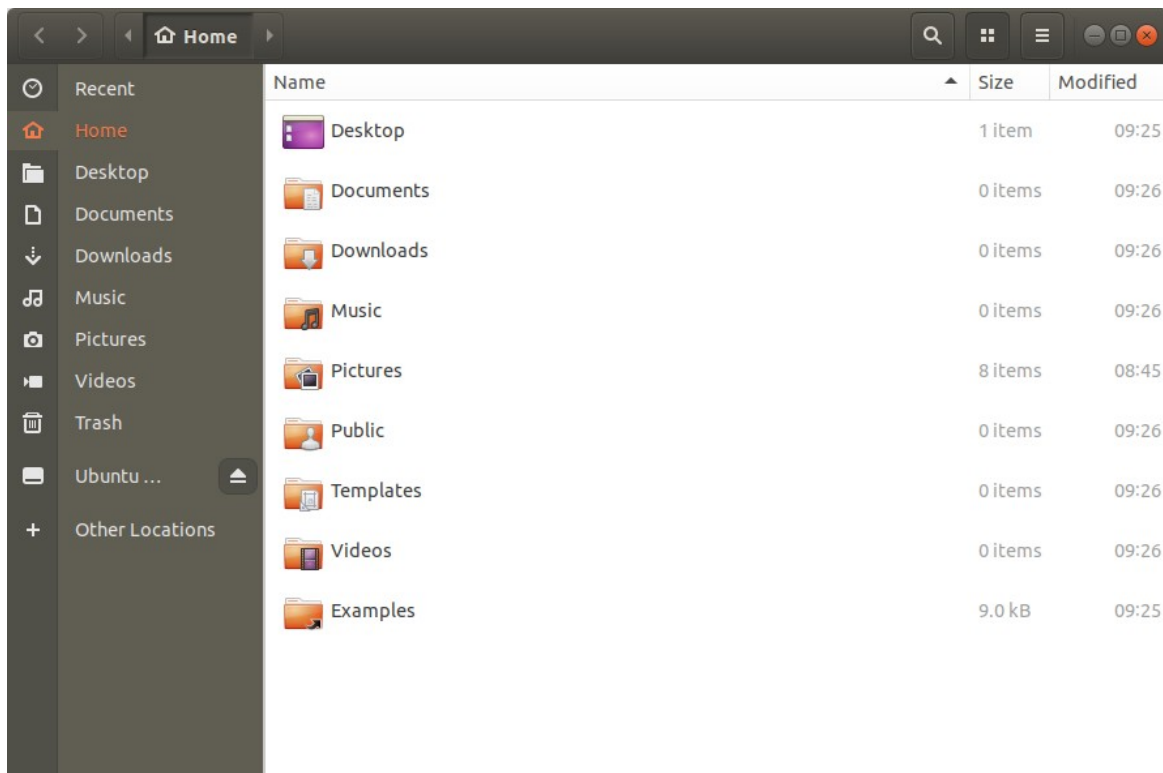 Home
Recent
Home
Desktop
Documents
Downloads
Music
Pictures
Videos
Trash
Ubuntu ...
Other Locations
Name Size Modified
Desktop 1 item 09:25
Documents 0 items 09:26
Downloads 0 items 09:26
Music 0 items 09:26
Pictures 8 items 08:45
Public 0 items 09:26
Templates 0 items 09:26
Videos 0 items 09:26
Examples 9.0 kB 09:25